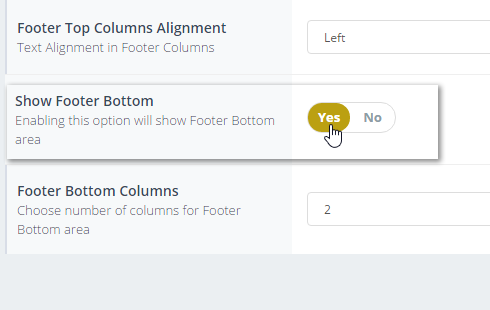 Footer Top Columns Alignment
Text Alignment in Footer Columns
Left
Show Footer Bottom
Enabling this option will show Footer Bottom
area
Yes No
Footer Bottom Columns
Choose number of columns for Footer
Bottom area
2